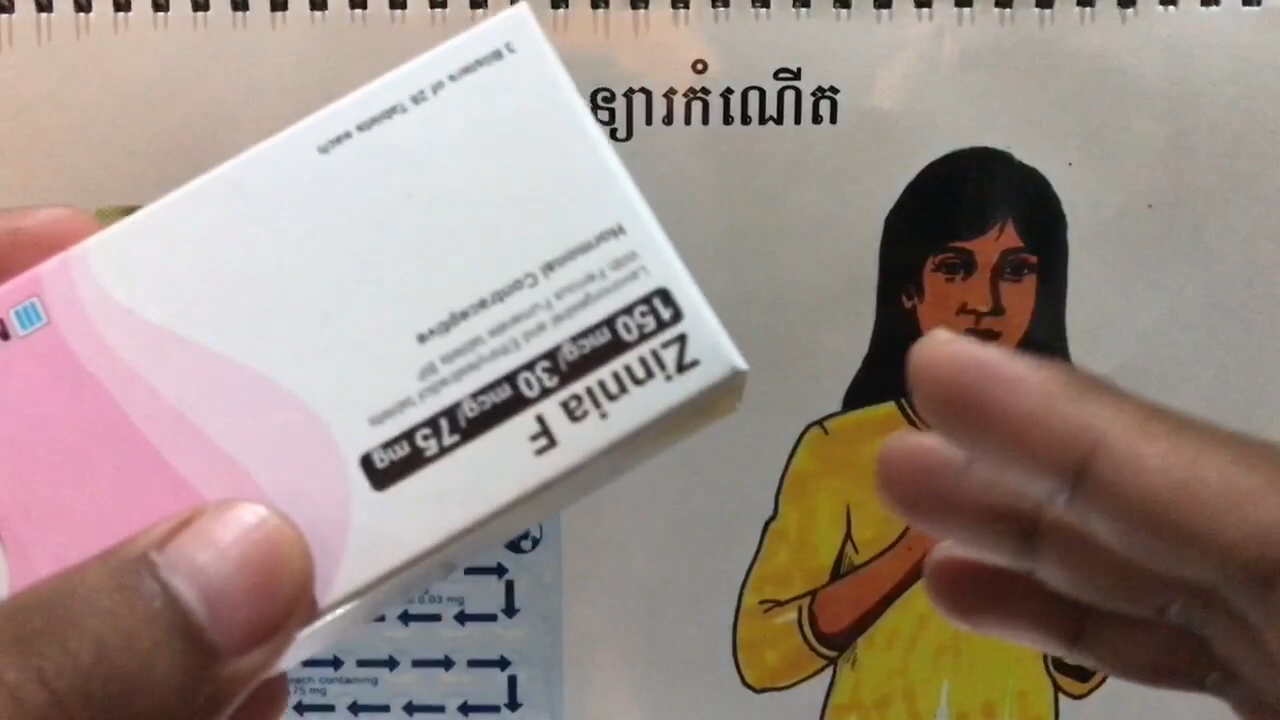 ទ្យារកំណើត
Zinnia F
150 mcg/ 30 mcg/ 75 mg
Levonorgestrel and Ethinylestradiol tablets
with Ferrous Fumarate tablets BP
Hormonal Contraceptive
3 Blisters of 28 Tablets each
0.03 mg
each containing
75 mg